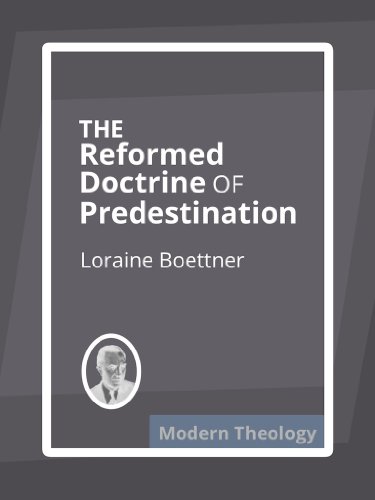 THE
Reformed
Doctrine OF
Predestination
Loraine Boettner
Modern Theology